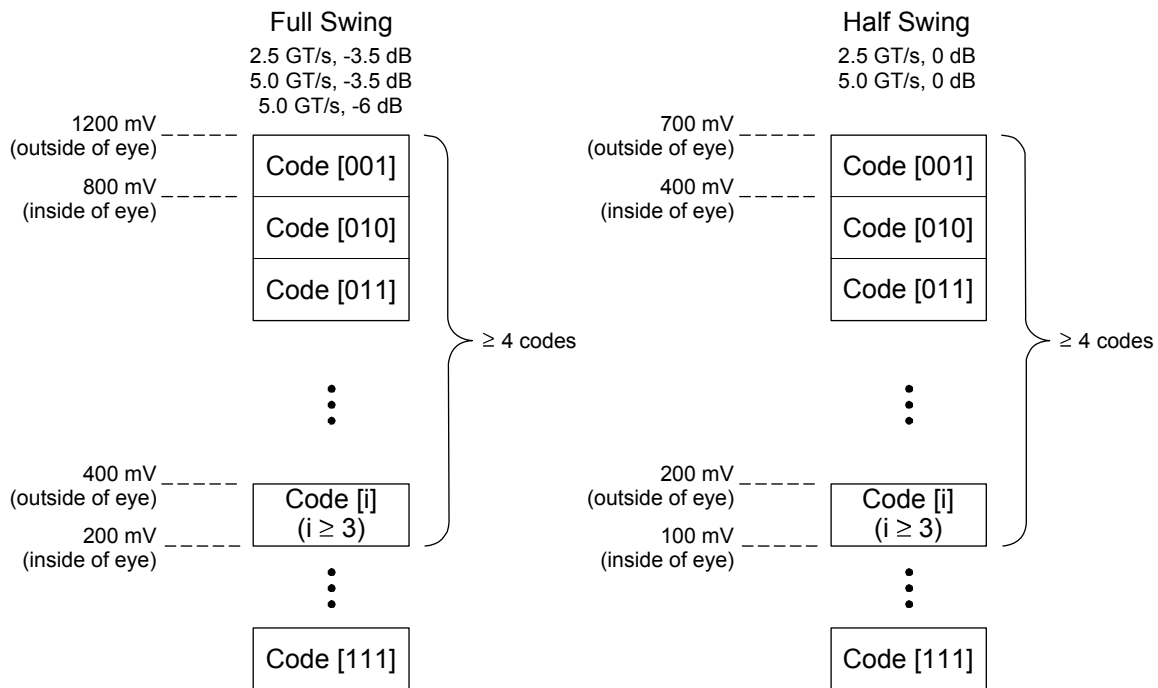 Full Swing
2.5 GT/s, -3.5 dB
5.0 GT/s, -3.5 dB
5.0 GT/s, -6 dB
1200 mV
(outside of eye)
800 mV
(inside of eye)
Code [001]
Code [010]
Code [011]
≥ 4 codes
400 mV
(outside of eye)
200 mV
(inside of eye)
Code [i]
(i ≥ 3)
Code [111]
Half Swing
2.5 GT/s, 0 dB
5.0 GT/s, 0 dB
700 mV
(outside of eye)
400 mV
(inside of eye)
Code [001]
Code [010]
Code [011]
≥ 4 codes
200 mV
(outside of eye)
100 mV
(inside of eye)
Code [i]
(i ≥ 3)
Code [111]